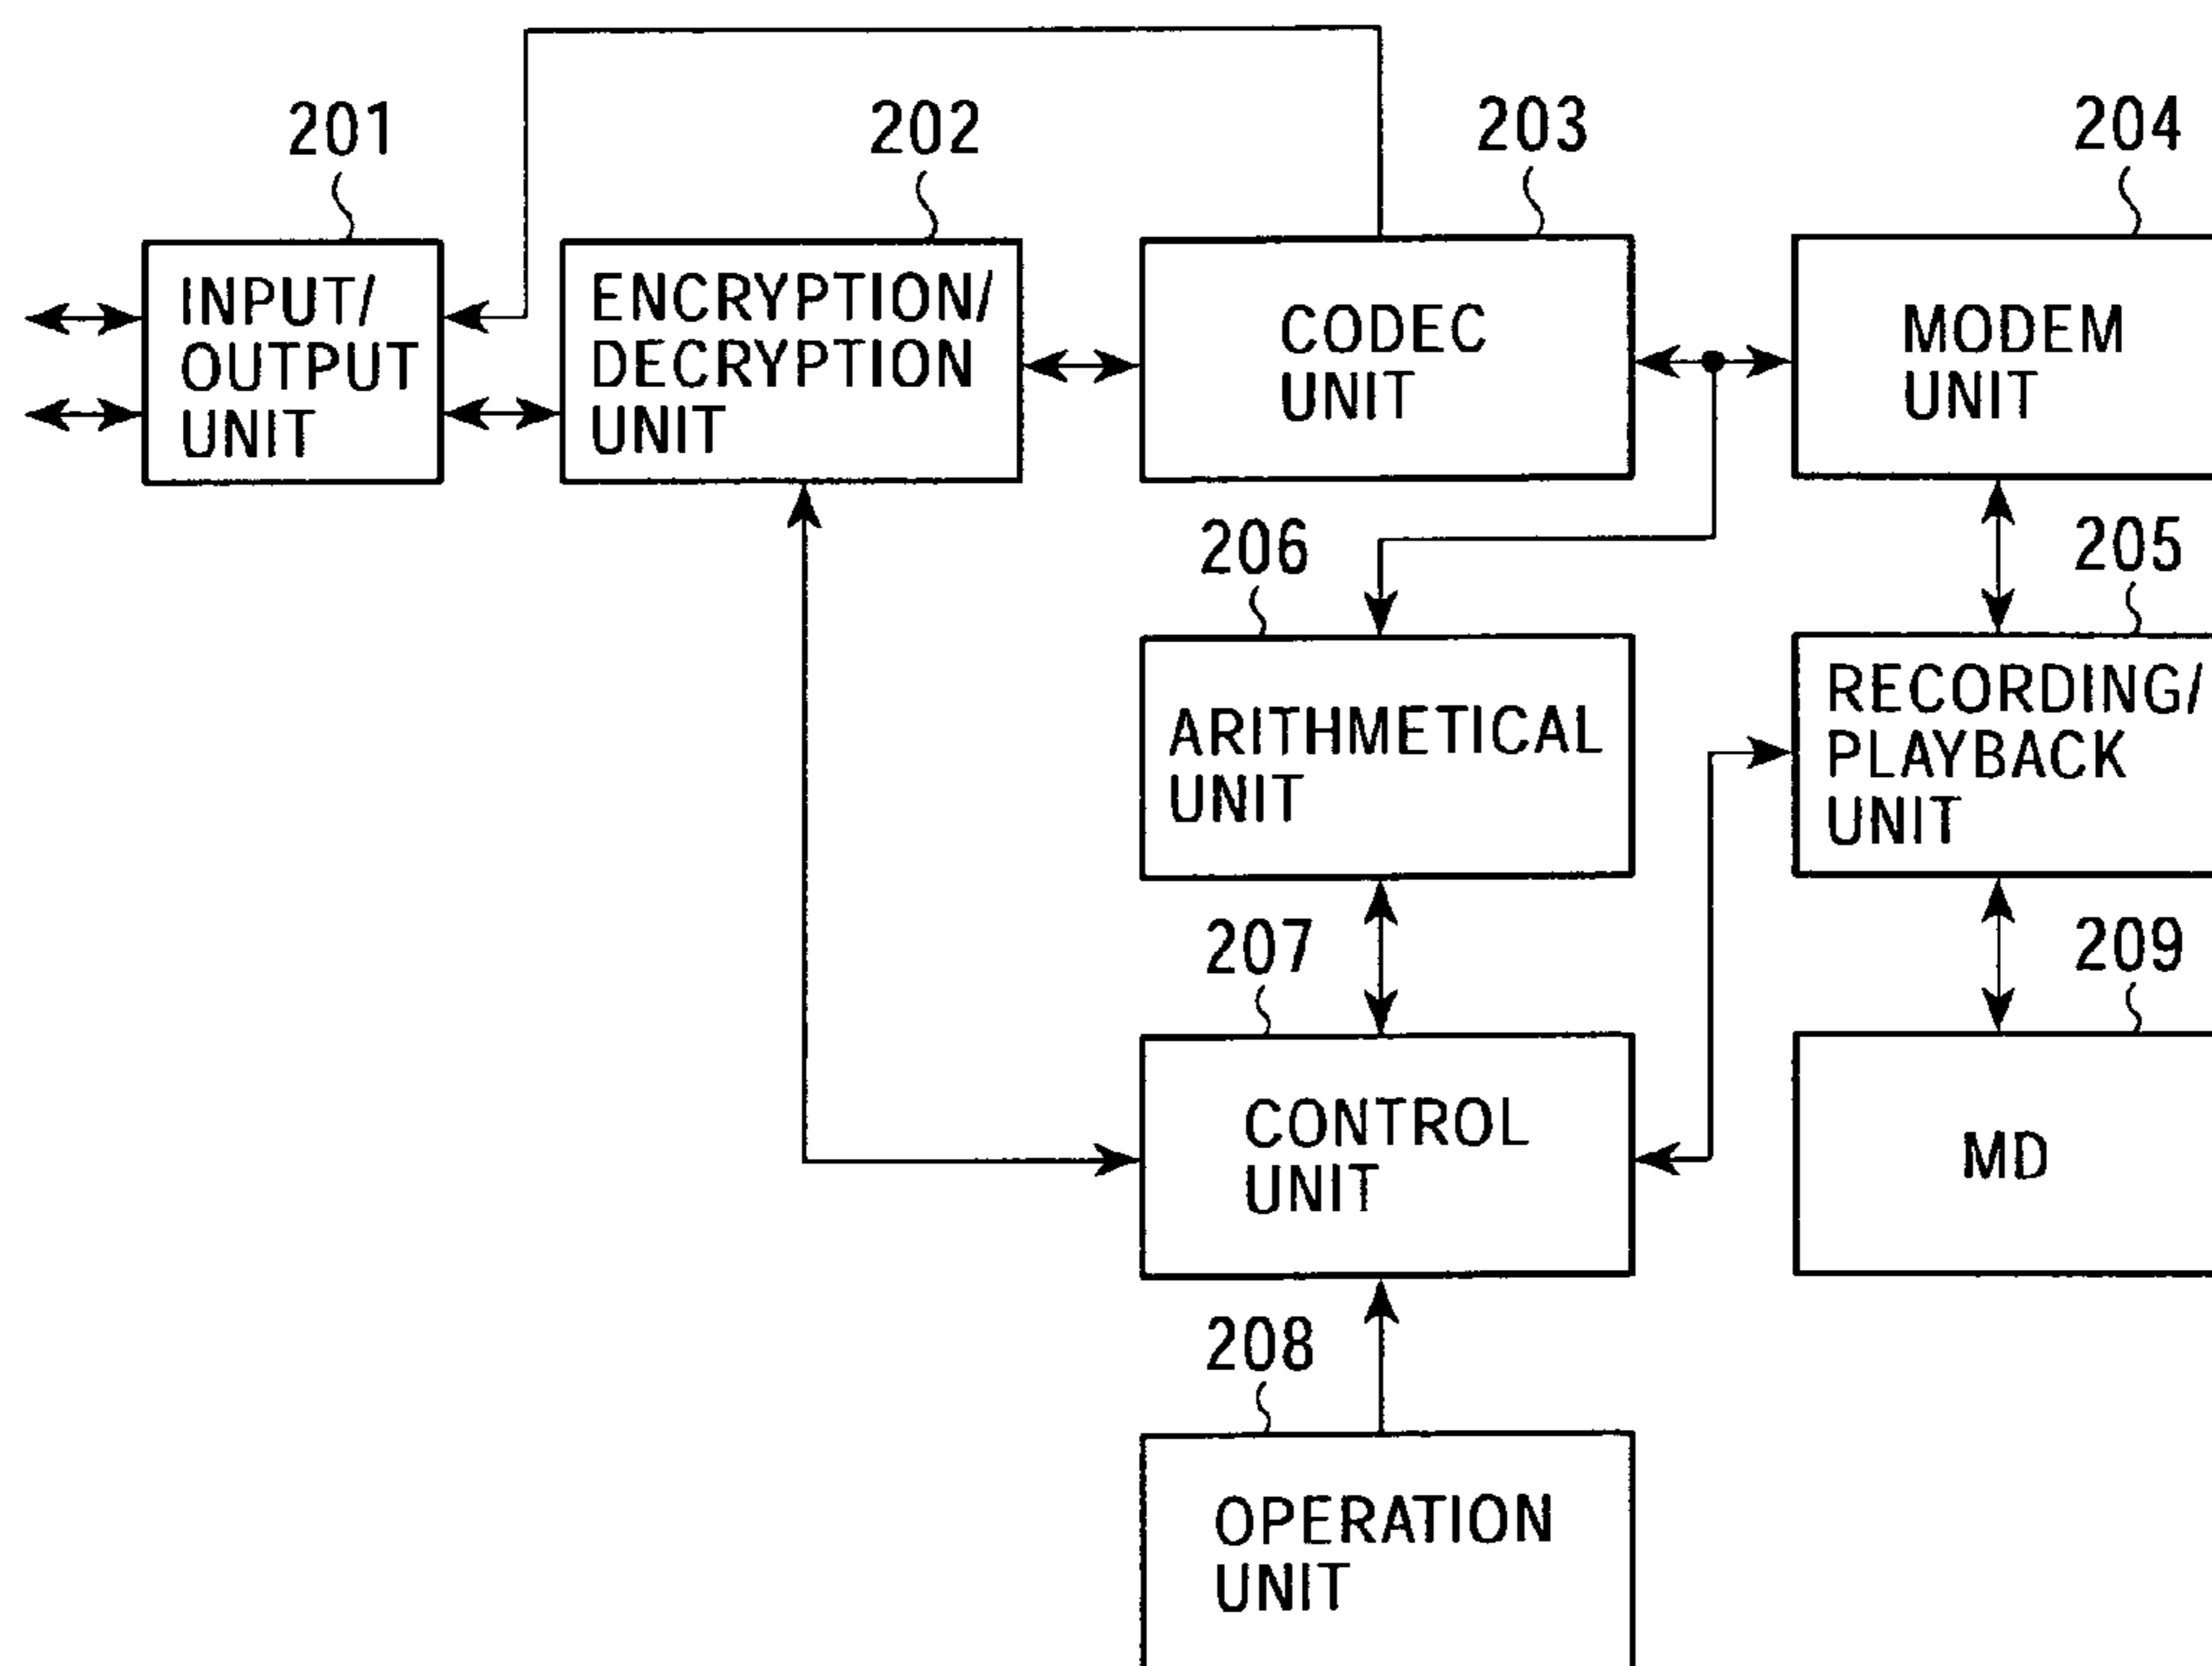 201
202
203
204
INPUT/
OUTPUT
UNIT
ENCRYPTION/
DECRYPTION
UNIT
CODEC
UNIT
MODEM
UNIT
206
205
ARITHMETICAL
UNIT
RECORDING/
PLAYBACK
UNIT
207
209
CONTROL
UNIT
MD
208
OPERATION
UNIT